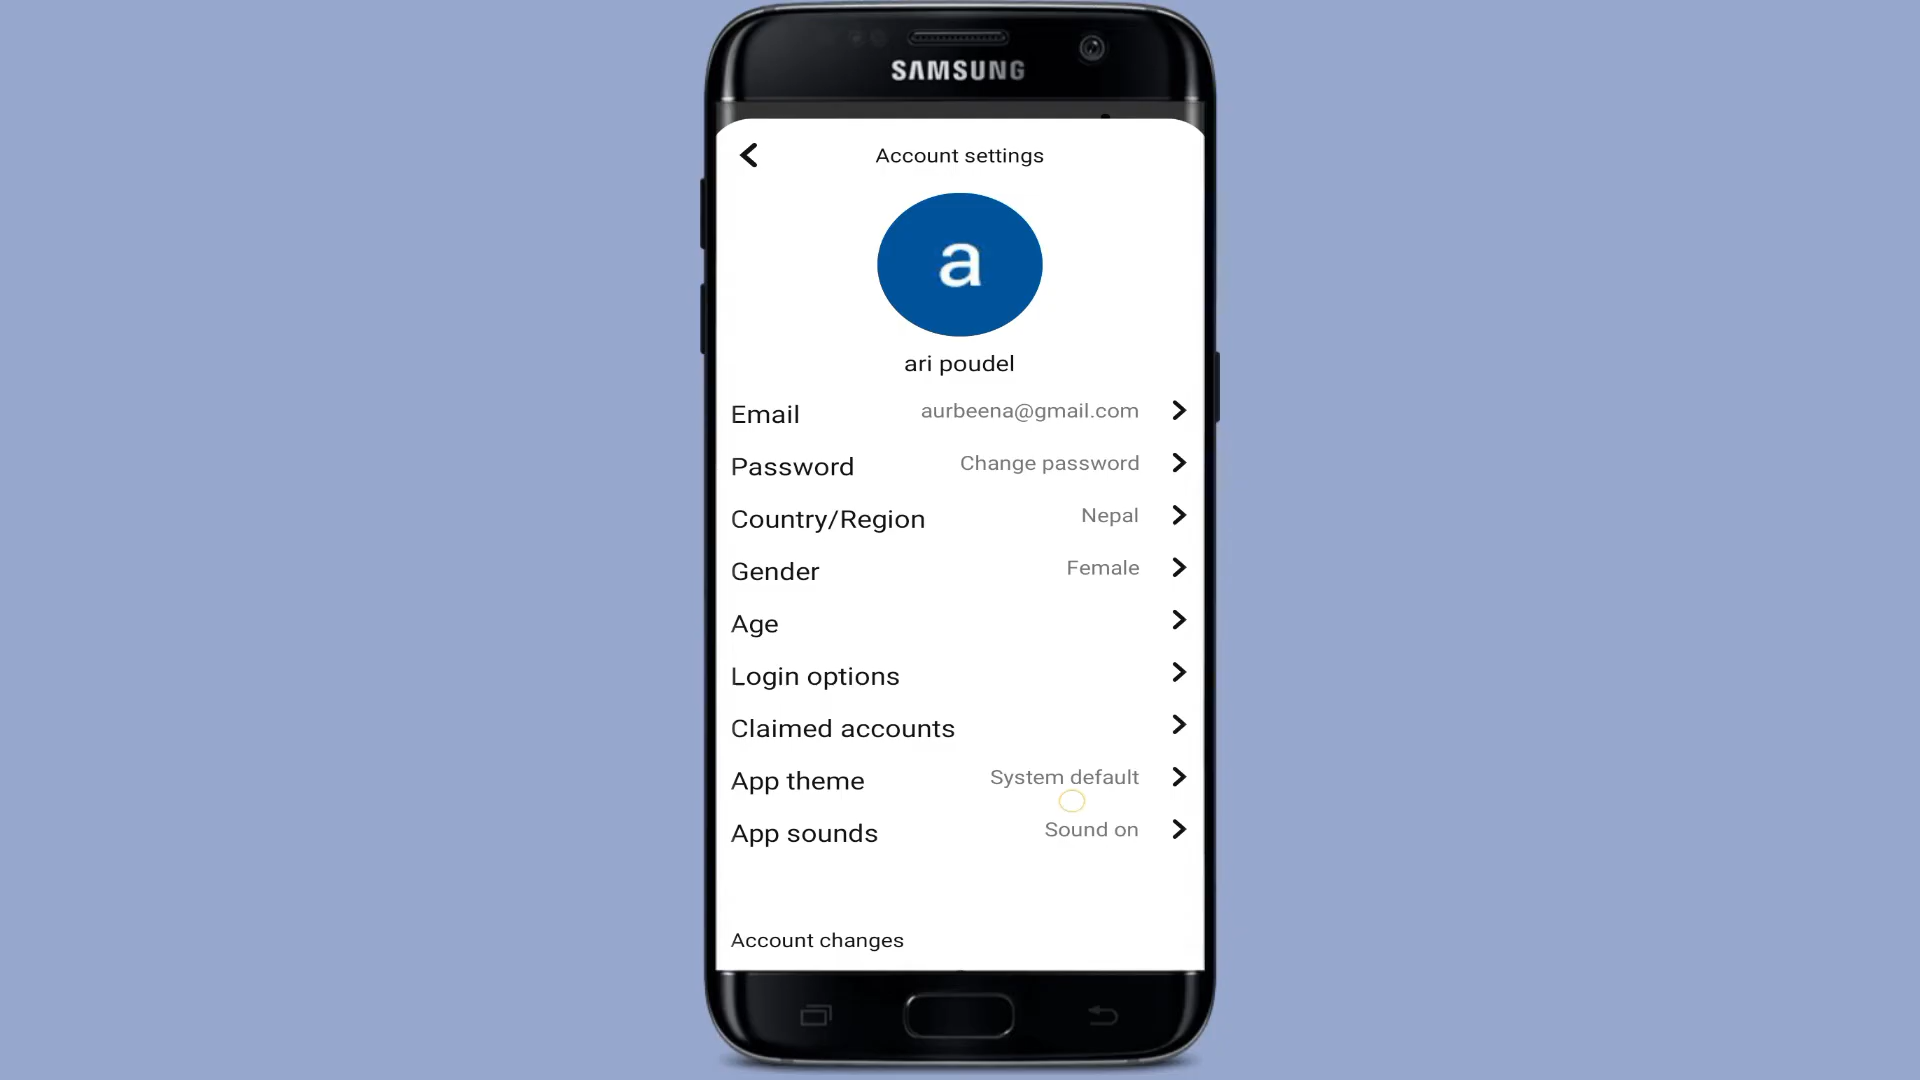 SAMSUNG
Account settings
a
ari poudel
Email aurbeena@gmail.com
Password Change password
Country/Region Nepal
Gender Female
Age
Login options
Claimed accounts
App theme System default
App sounds Sound on
Account changes